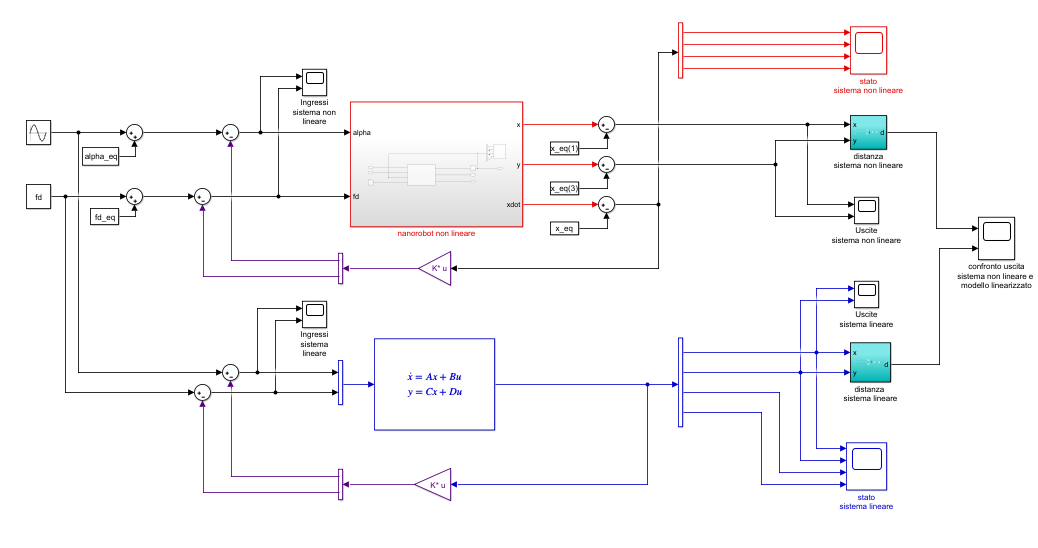 stato
sistema non lineare
Ingressi
sistema non
lineare
alpha
fd
x
y
xdot
nanorobot non lineare
+
+
+
-
alpha_eq
fd
+
+
+
-
fd_eq
+
-
x_eq(1)
+
-
x_eq(3)
+
-
x_eq
x
y
d
distanza
sistema non lineare
Uscite
sistema non lineare
K* u
confronto uscita
sistema non lineare e
modello linearizzato
Ingressi
sistema
lineare
+
-
+
-
ẋ = Ax + Bu
y = Cx + Du
Uscite
sistema lineare
x
y
d
distanza
sistema lineare
K* u
stato
sistema lineare